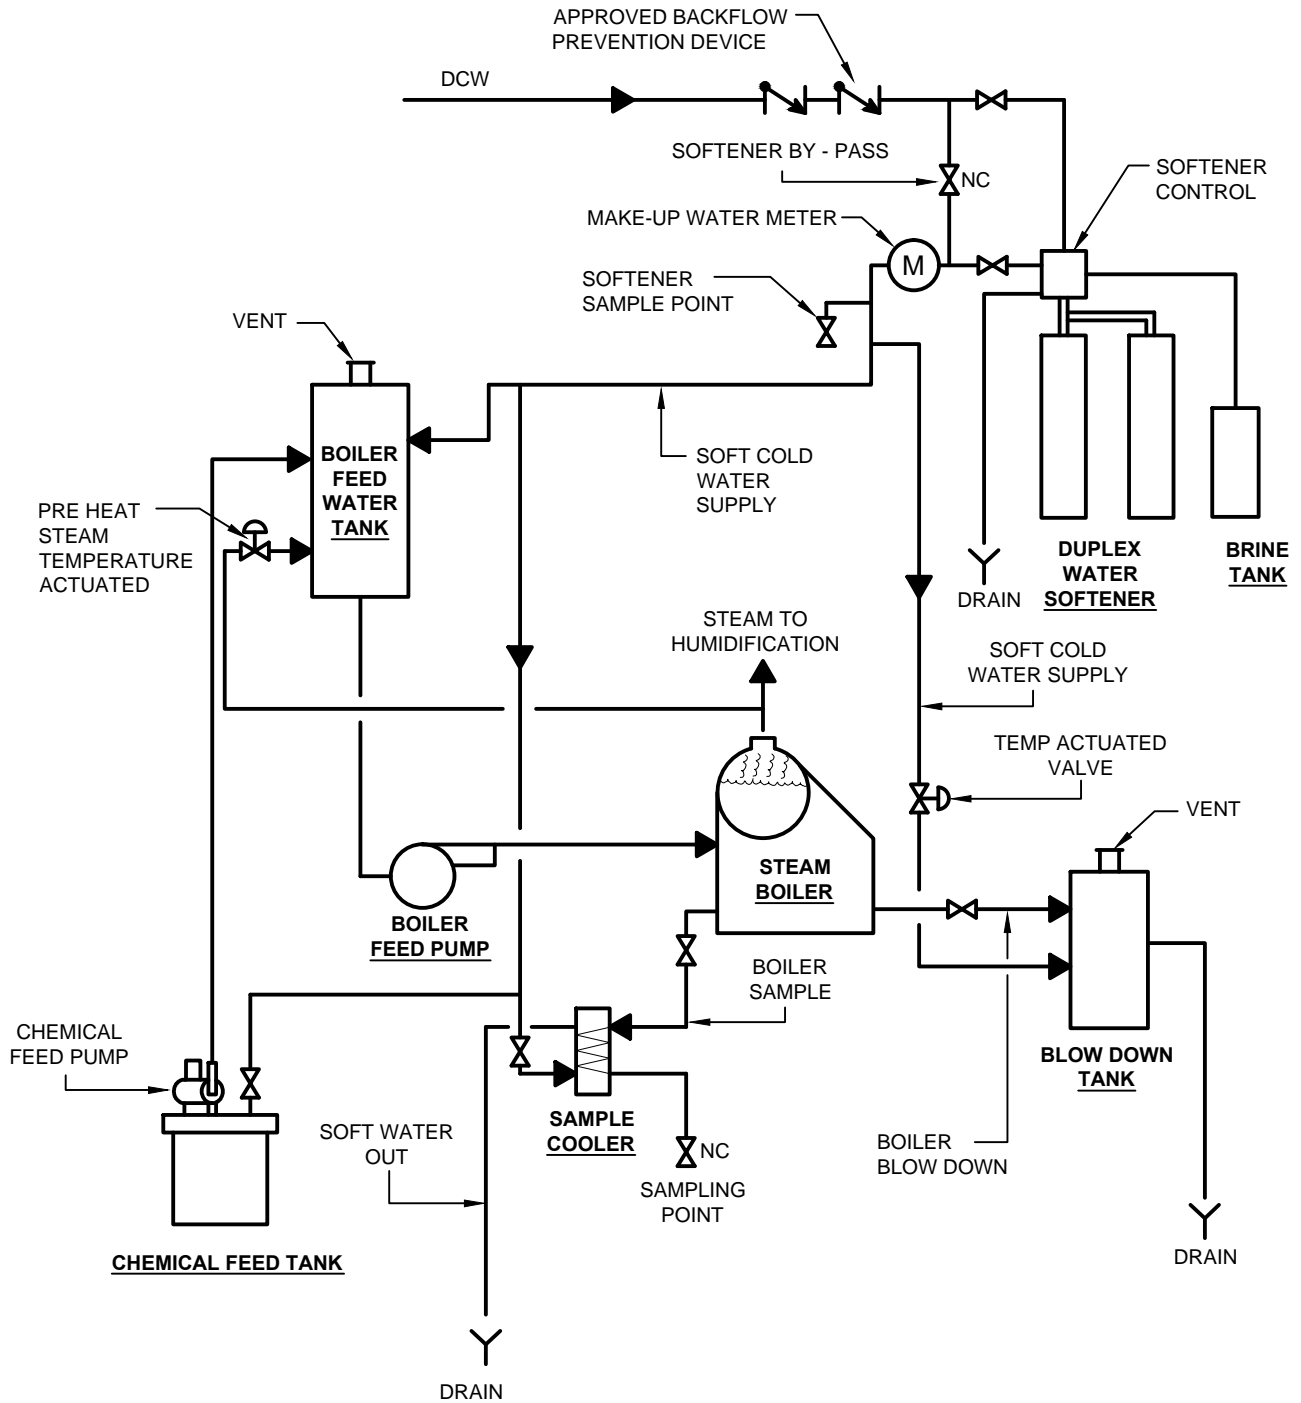 APPROVED BACKFLOW
PREVENTION DEVICE
DCW
SOFTENER BY - PASS
NC
SOFTENER
CONTROL
MAKE-UP WATER METER
M
SOFTENER
SAMPLE POINT
VENT
BOILER
FEED
WATER
TANK
SOFT COLD
WATER
SUPPLY
PRE HEAT
STEAM
TEMPERATURE
ACTUATED
DUPLEX
WATER
SOFTENER
BRINE
TANK
DRAIN
STEAM TO
HUMIDIFICATION
SOFT COLD
WATER SUPPLY
TEMP ACTUATED
VALVE
VENT
STEAM
BOILER
BOILER
FEED PUMP
BOILER
SAMPLE
CHEMICAL
FEED PUMP
BLOW DOWN
TANK
SAMPLE
COOLER
SOFT WATER
OUT
NC
SAMPLING
POINT
BOILER
BLOW DOWN
CHEMICAL FEED TANK
DRAIN
DRAIN